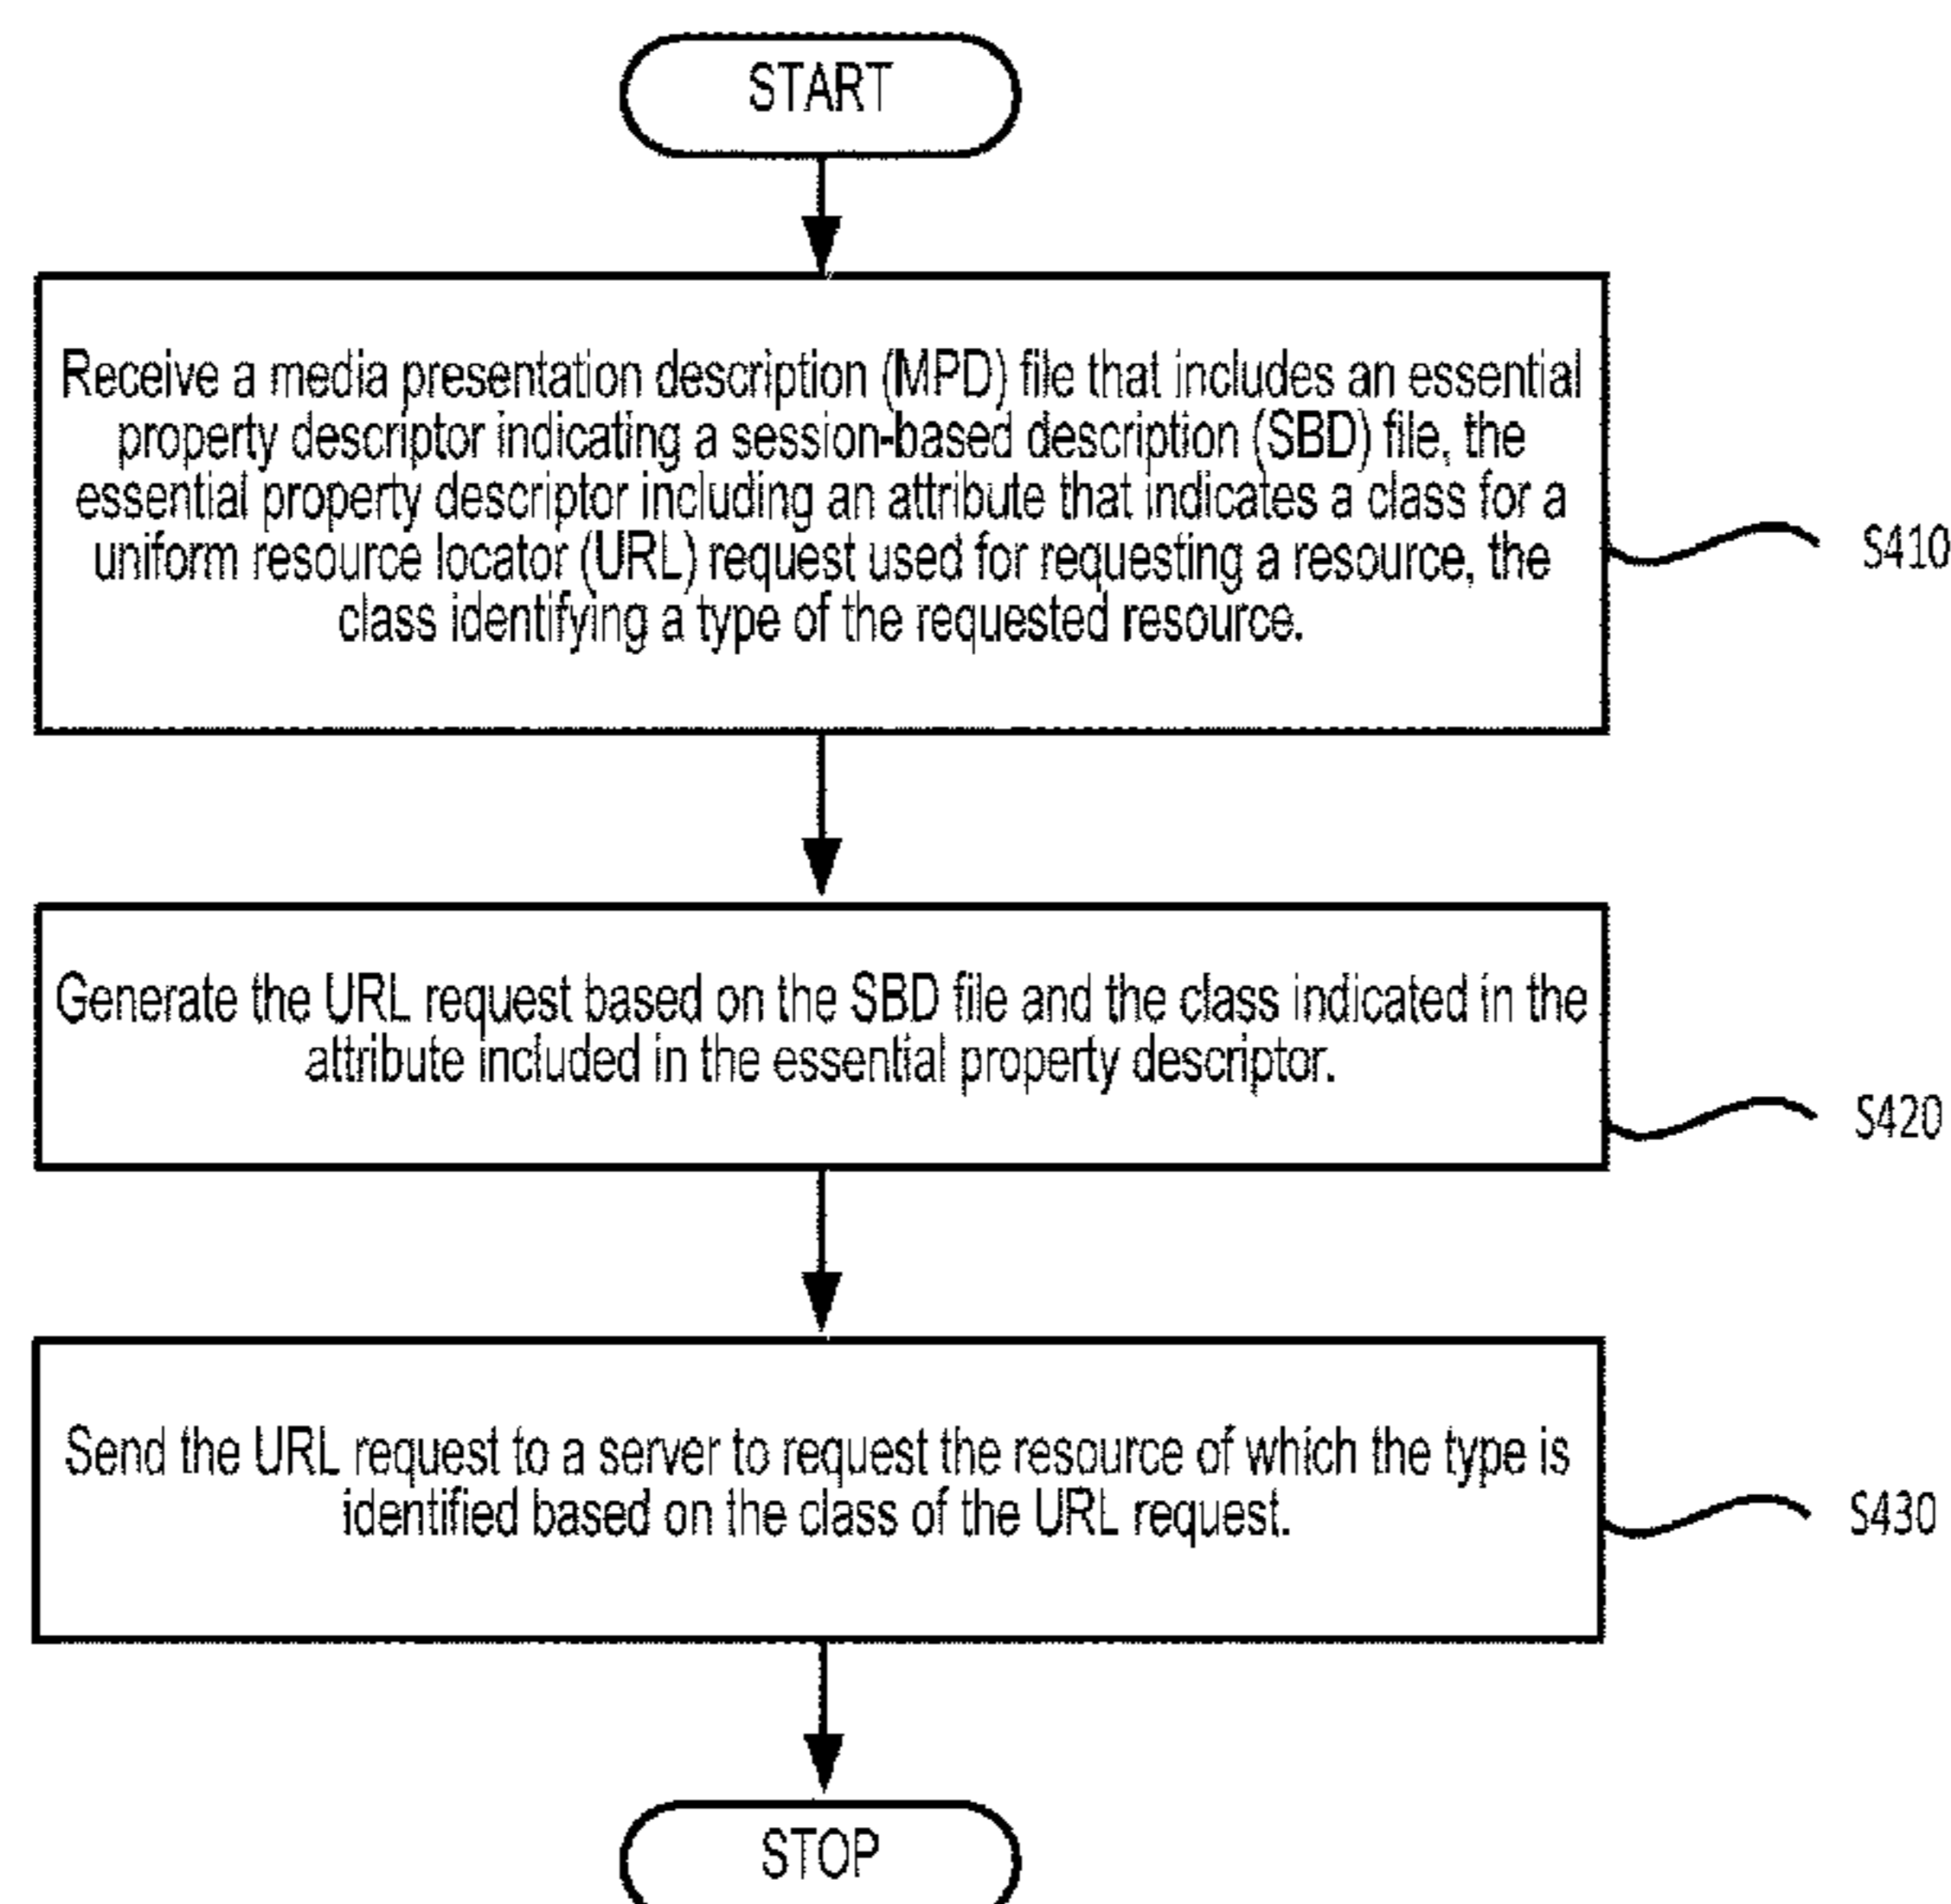 START
Receive a media presentation description (MPD) file that includes an essential
property descriptor indicating a session-based description (SBD) file, the
essential property descriptor including an attribute that indicates a class for a
uniform resource locator (URL) request used for requesting a resource, the
class identifying a type of the requested resource.
S410
Generate the URL request based on the SBD file and the class indicated in the
attribute included in the essential property descriptor.
S420
Send the URL request to a server to request the resource of which the type is
identified based on the class of the URL request.
S430
STOP